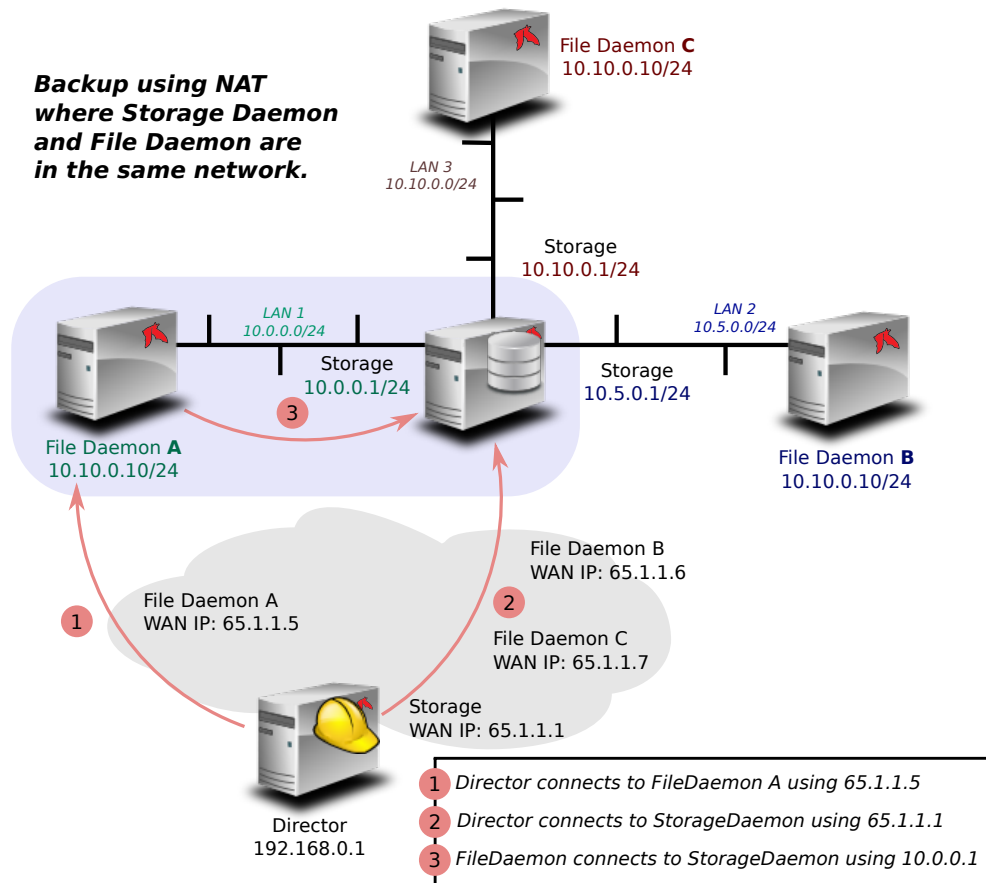 Backup using NAT
where Storage Daemon
and File Daemon are
in the same network.
File Daemon C
10.10.0.10/24
LAN 3
10.10.0.0/24
Storage
10.10.0.1/24
LAN 1
10.0.0.0/24
Storage
10.0.0.1/24
LAN 2
10.5.0.0/24
Storage
10.5.0.1/24
3
File Daemon A
10.10.0.10/24
File Daemon B
10.10.0.10/24
File Daemon B
WAN IP: 65.1.1.6
1
File Daemon A
WAN IP: 65.1.1.5
2
File Daemon C
WAN IP: 65.1.1.7
Storage
WAN IP: 65.1.1.1
Director
192.168.0.1
1 Director connects to FileDaemon A using 65.1.1.5
2 Director connects to StorageDaemon using 65.1.1.1
3 FileDaemon connects to StorageDaemon using 10.0.0.1